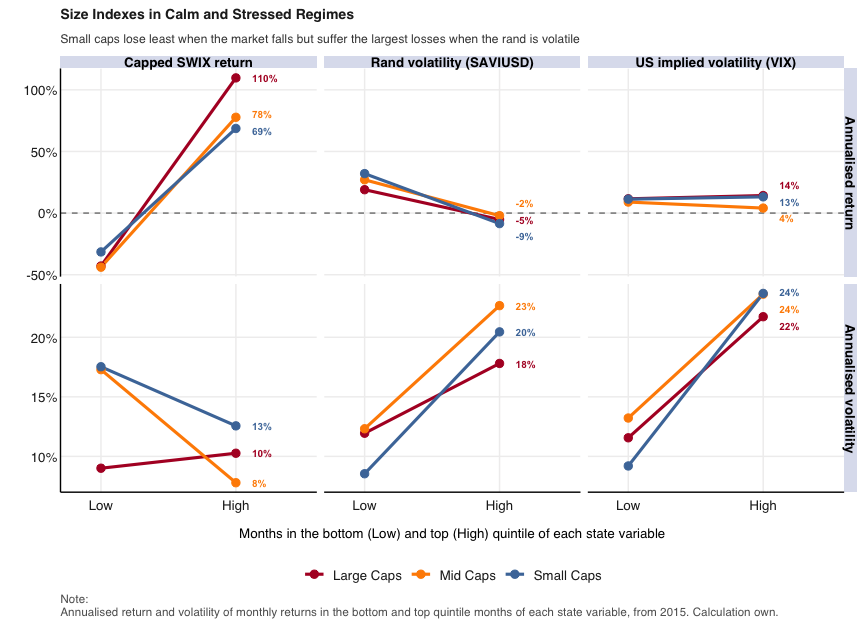 Size Indexes in Calm and Stressed Regimes
Small caps lose least when the market falls but suffer the largest losses when the rand is volatile
Capped SWIX return
Rand volatility (SAVIUSD)
US implied volatility (VIX)
100%
50%
0%
-50%
110%
78%
69%
-2%
-5%
-9%
14%
13%
4%
Annualised return
20%
15%
10%
13%
10%
8%
23%
20%
18%
24%
24%
22%
Annualised volatility
Low
High
Low
High
Low
High
Months in the bottom (Low) and top (High) quintile of each state variable
Large Caps
Mid Caps
Small Caps
Note:
Annualised return and volatility of monthly returns in the bottom and top quintile months of each state variable, from 2015. Calculation own.